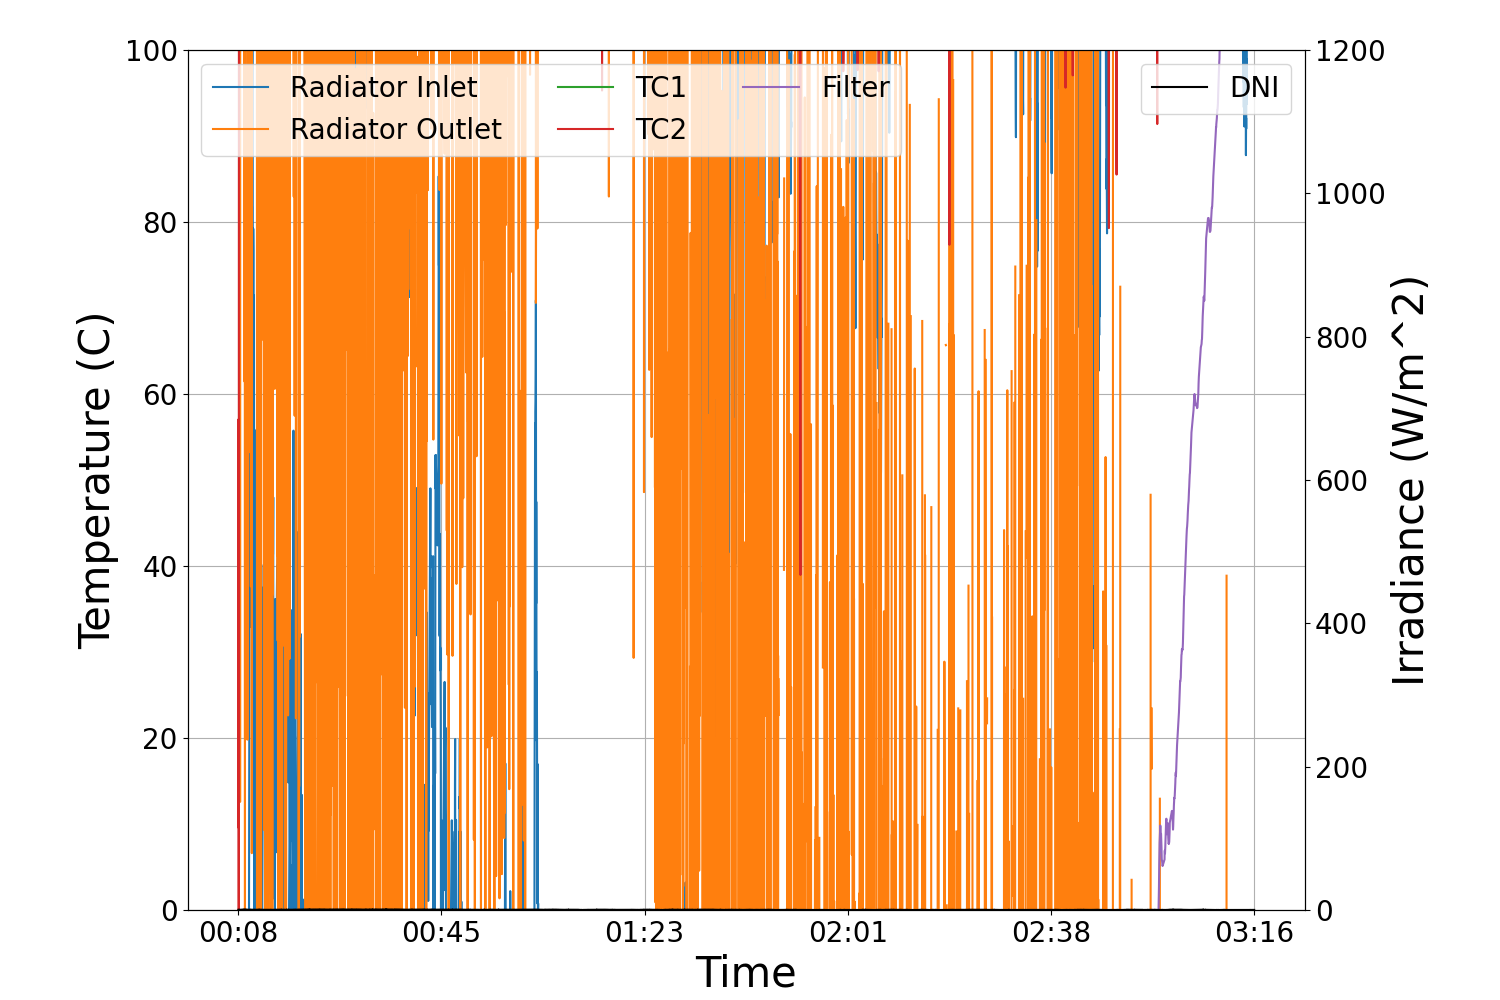 Radiator Inlet
Radiator Outlet
TC1
TC2
Filter
DNI
Temperature (C)
100
80
60
40
20
0
1200
1000
800
600
400
200
0
Irradiance (W/m^2)
00:08
00:45
01:23
02:01
02:38
03:16
Time